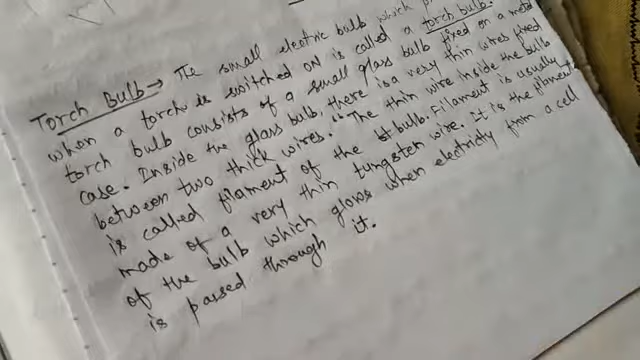 Torch Bulb → The small electric bulb which
when a torch is switched ON is called a torch bulb.
torch bulb consists of a small glass bulb fixed on a metal
case. Inside the glass bulb, there is a very thin wires fixed
between two thick wires. The thin wire inside the bulb
is called filament of the bulb. Filament is usually
made of a very thin tungsten wire. It is the filament
of the bulb which glows when electricity from a cell
is passed through it.